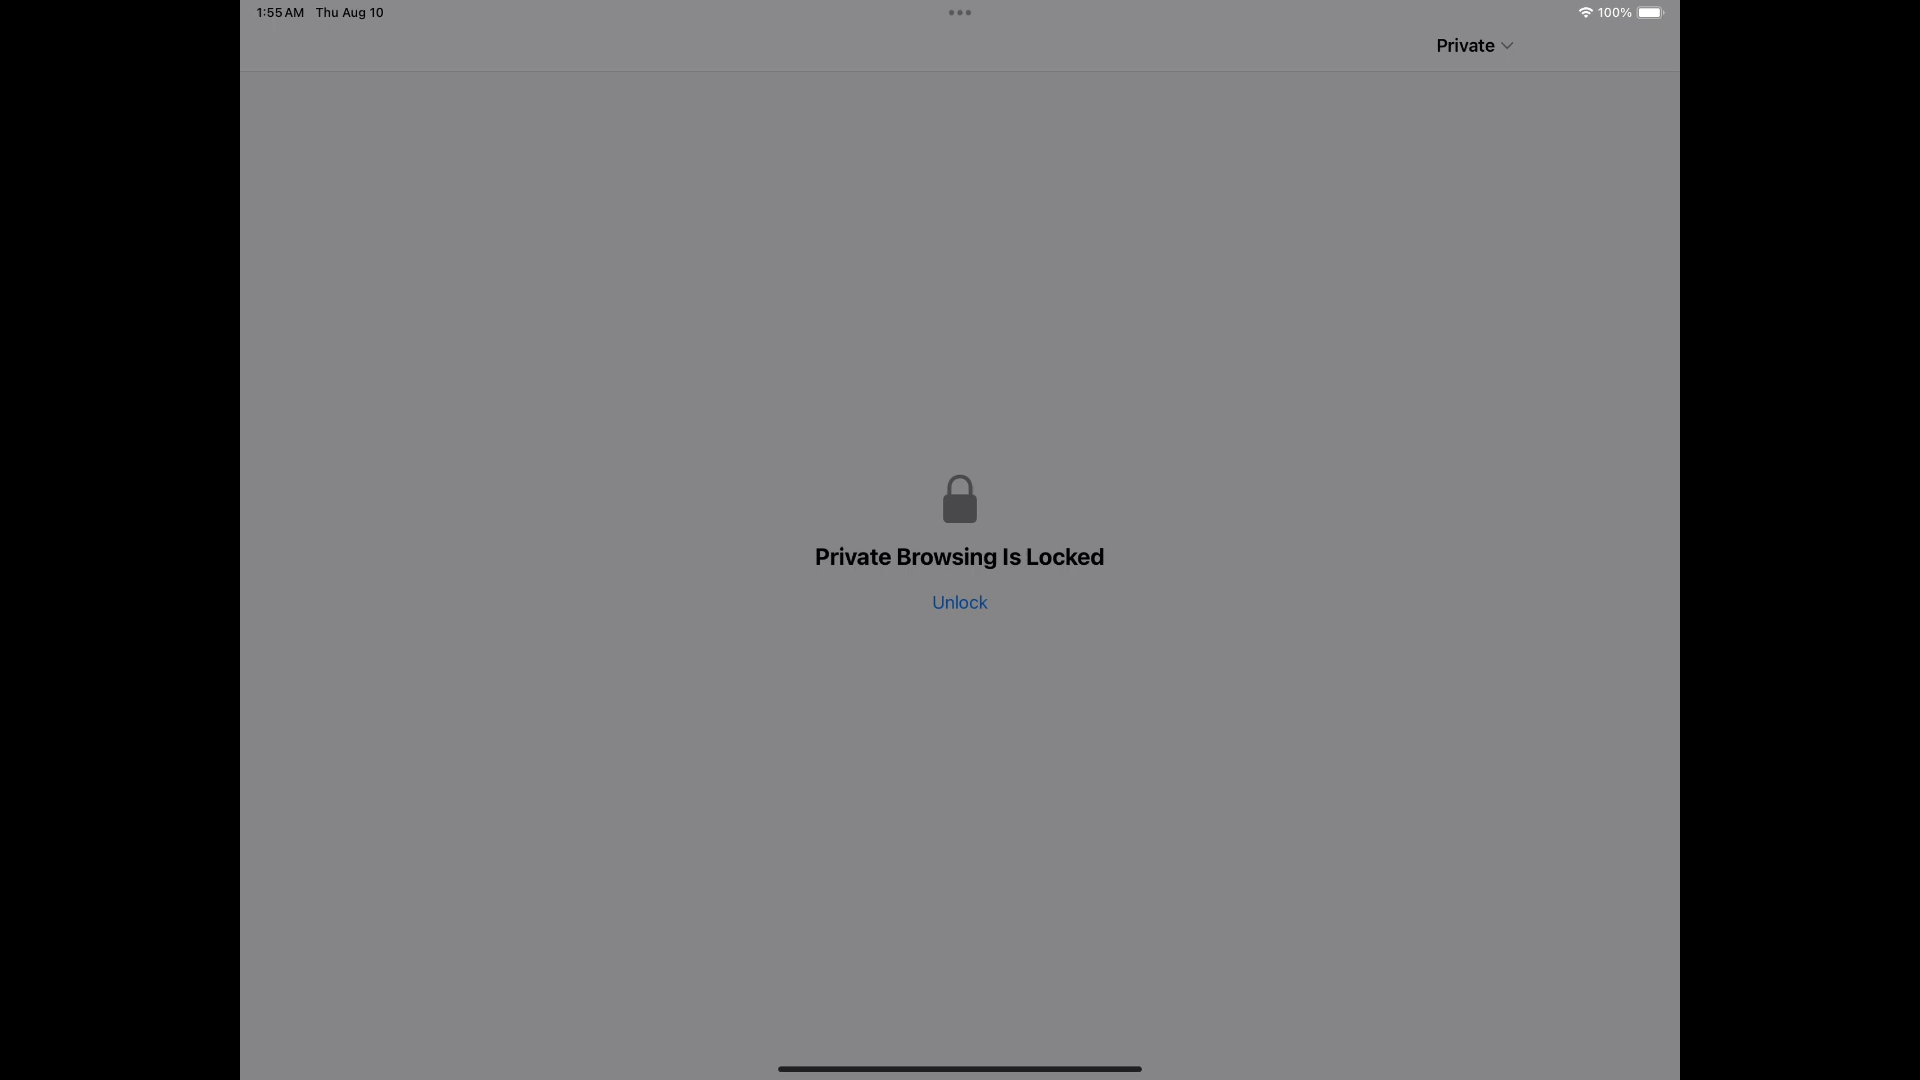 1:55 AM Thu Aug 10
100%
Private
Private Browsing Is Locked
Unlock